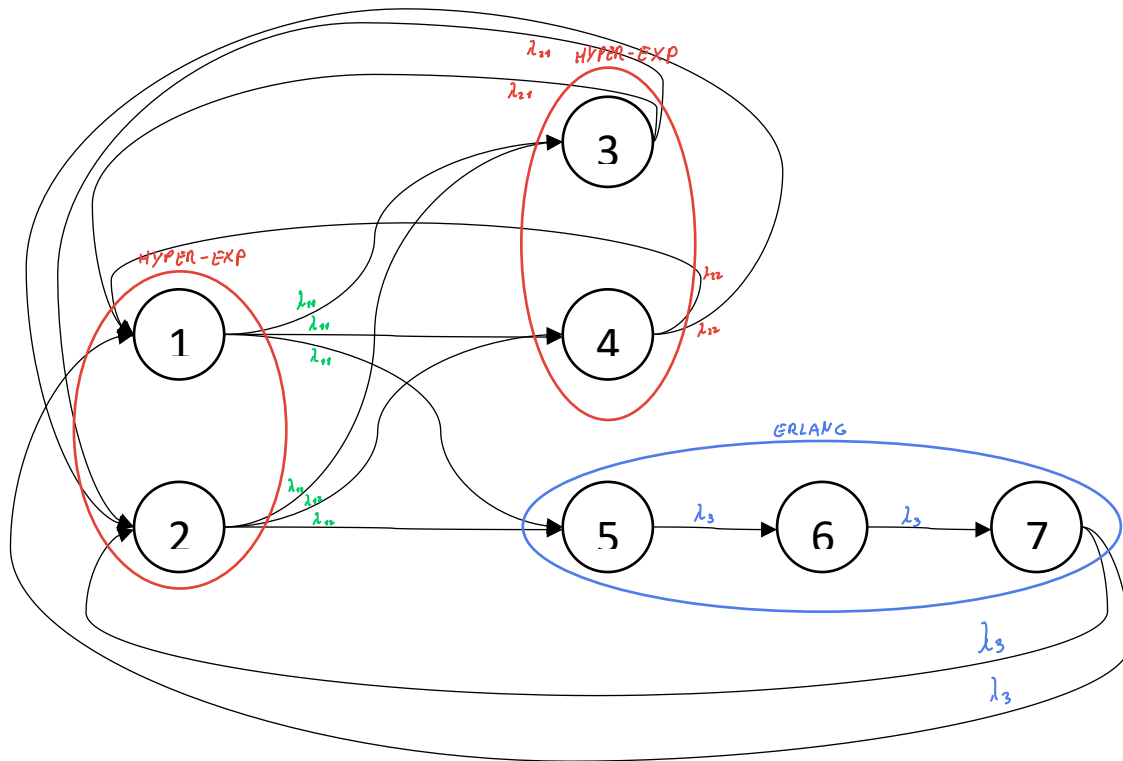 λ₂₁
HYPER-EXP
λ₂₁
3
HYPER-EXP
λ₂₂
λ₁₁
λ₁₁
λ₂₂
1
λ₁₁
4
ERLANG
λ₁₂
λ₁₂
λ₁₂
2
5
λ₃
6
λ₃
7
λ₃
λ₃